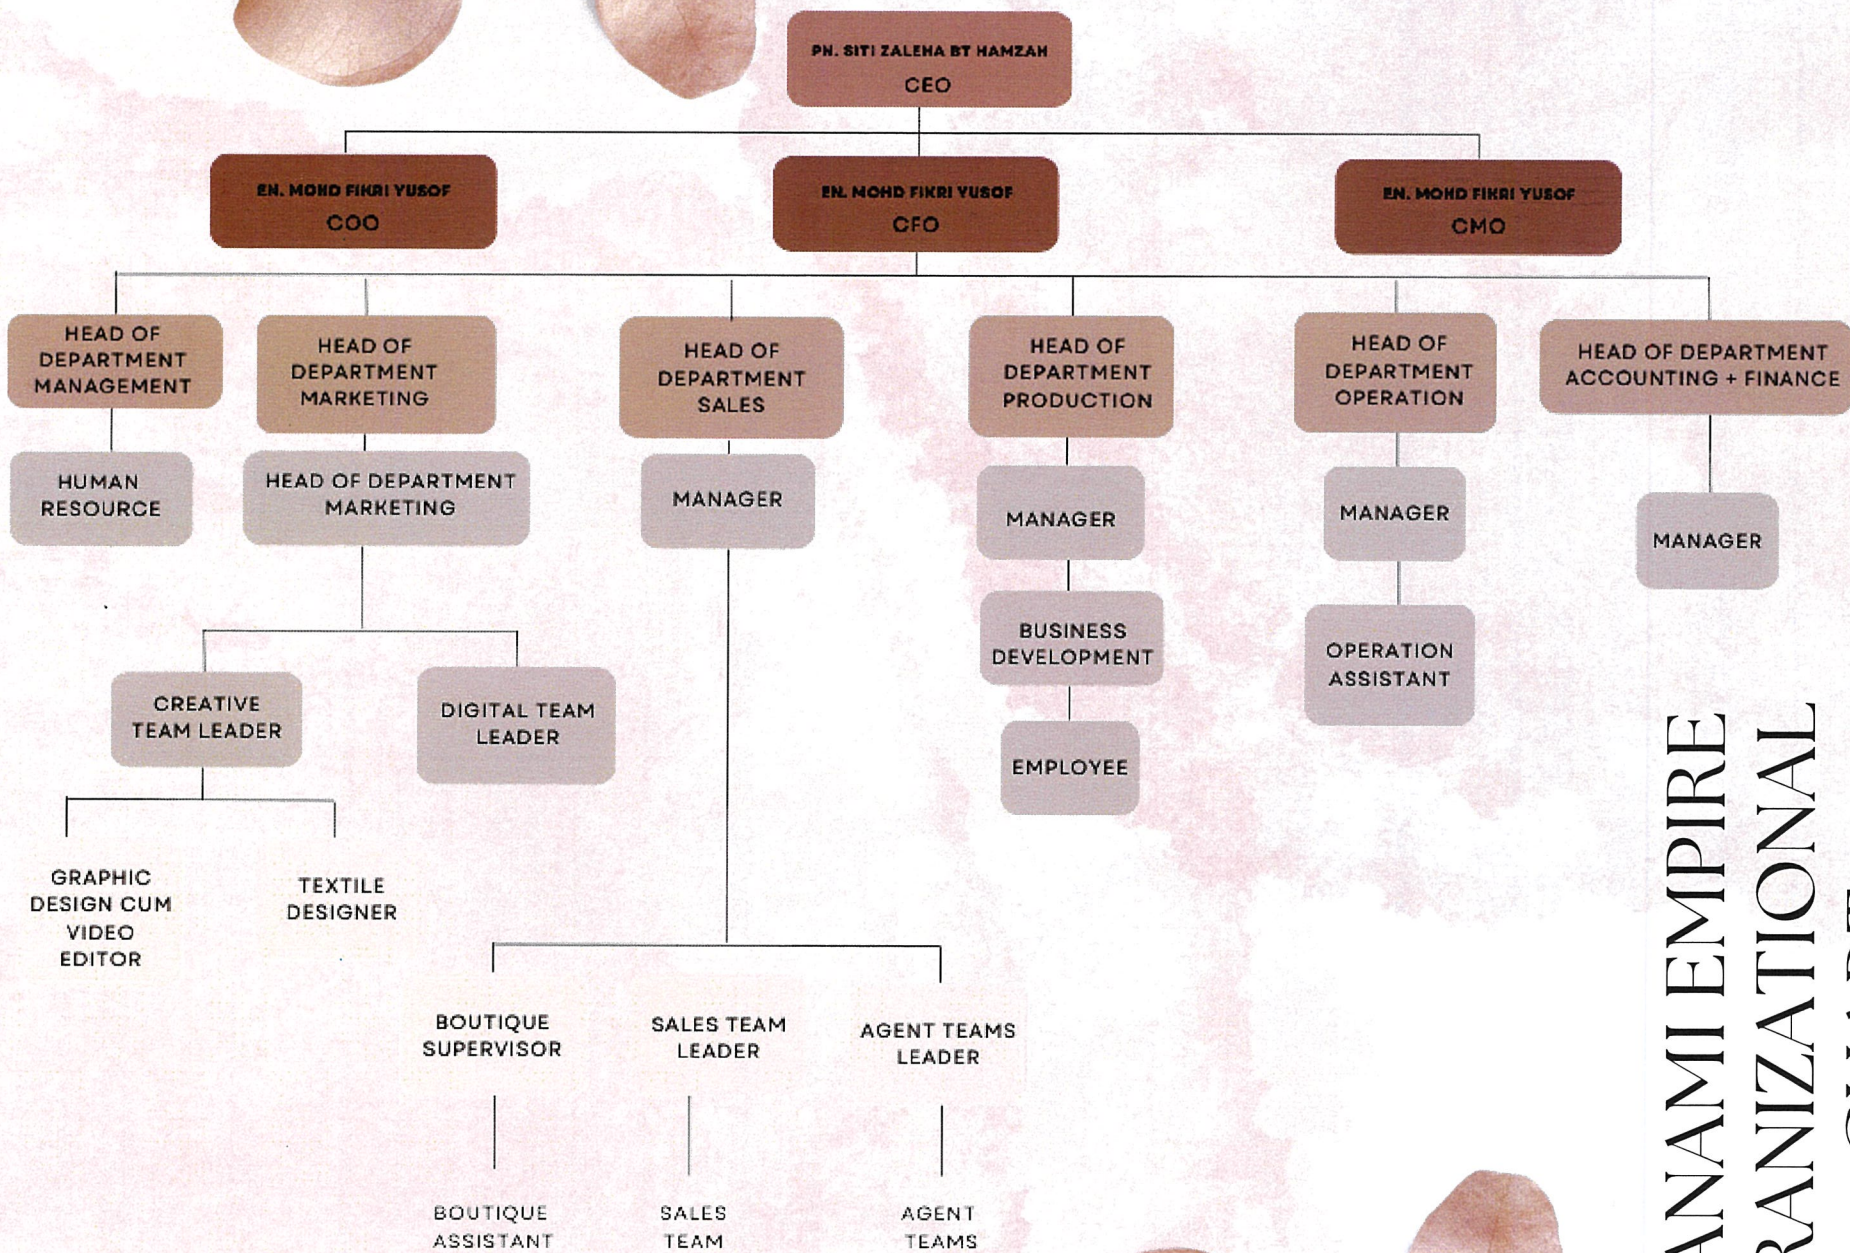 PN. SITI ZALEHA BT HAMZAH
CEO
EN. MOHD FIKRI YUSOF
COO
EN. MOHD FIKRI YUSOF
CFO
EN. MOHD FIKRI YUSOF
CMO
HEAD OF
DEPARTMENT
MANAGEMENT
HEAD OF
DEPARTMENT
MARKETING
HEAD OF
DEPARTMENT
SALES
HEAD OF
DEPARTMENT
PRODUCTION
HEAD OF
DEPARTMENT
OPERATION
HEAD OF DEPARTMENT
ACCOUNTING + FINANCE
HUMAN
RESOURCE
HEAD OF DEPARTMENT
MARKETING
MANAGER
MANAGER
MANAGER
MANAGER
BUSINESS
DEVELOPMENT
OPERATION
ASSISTANT
CREATIVE
TEAM LEADER
DIGITAL TEAM
LEADER
EMPLOYEE
GRAPHIC
DESIGN CUM
VIDEO
EDITOR
TEXTILE
DESIGNER
BOUTIQUE
SUPERVISOR
SALES TEAM
LEADER
AGENT TEAMS
LEADER
BOUTIQUE
ASSISTANT
SALES
TEAM
AGENT
TEAMS
EMPIRE